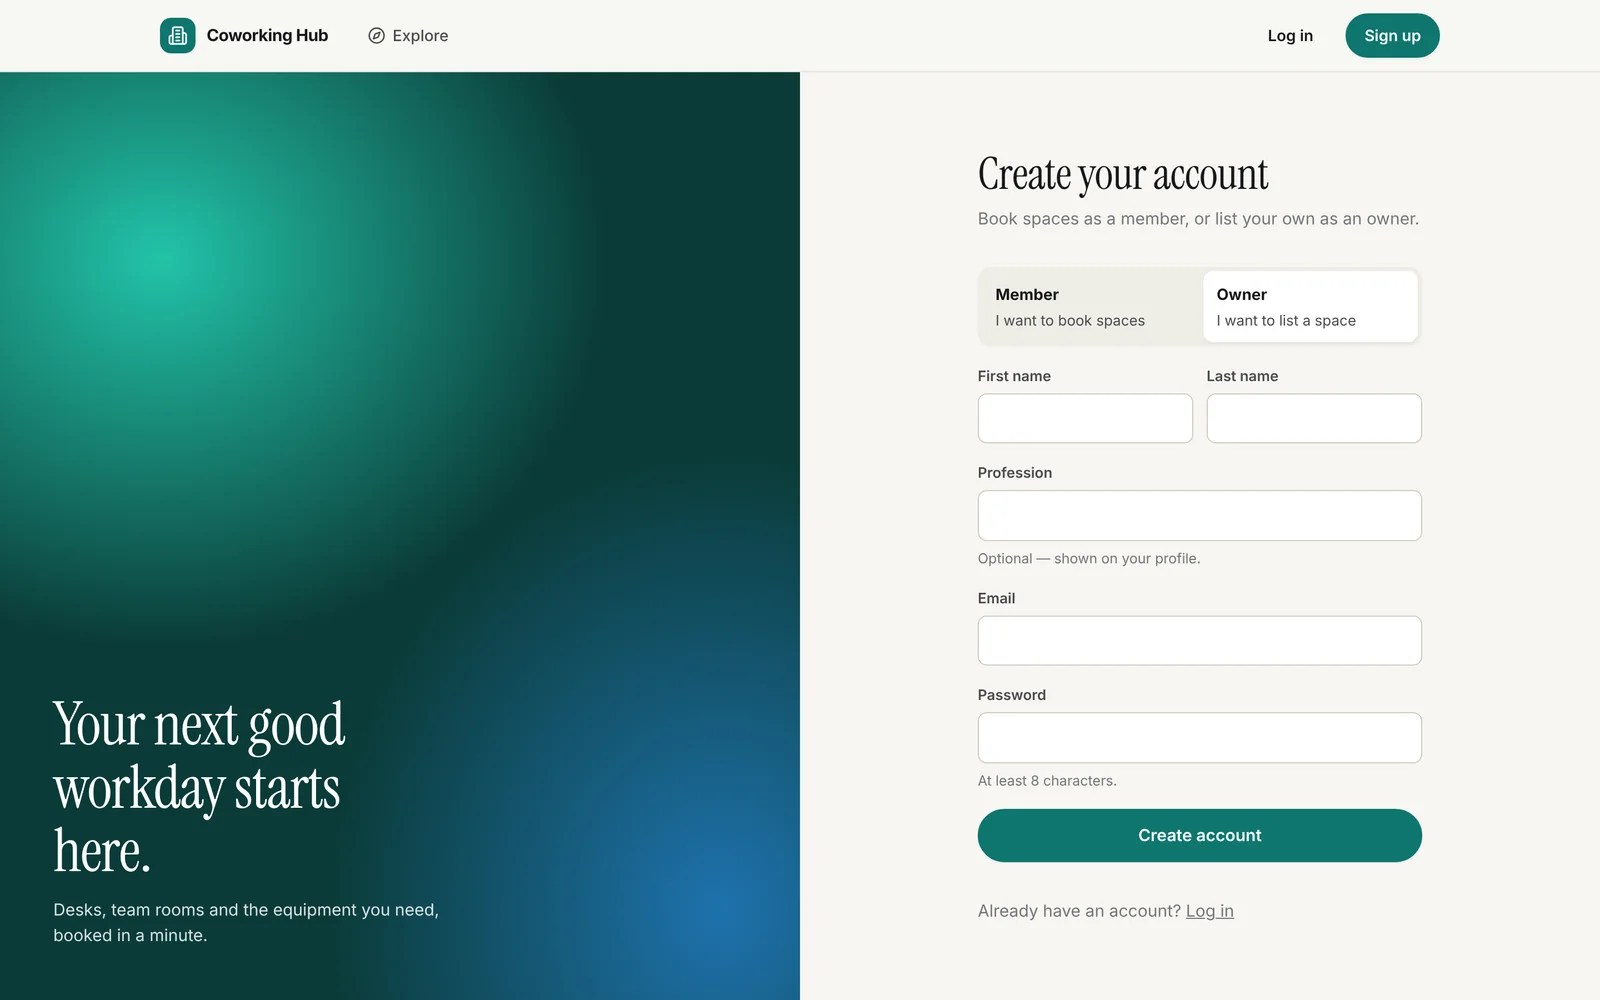 Coworking Hub
Explore
Log in
Sign up
Your next good
workday starts
here.
Desks, team rooms and the equipment you need,
booked in a minute.
Create your account
Book spaces as a member, or list your own as an owner.
Member
I want to book spaces
Owner
I want to list a space
First name
Last name
Profession
Optional — shown on your profile.
Email
Password
At least 8 characters.
Create account
Already have an account? Log in